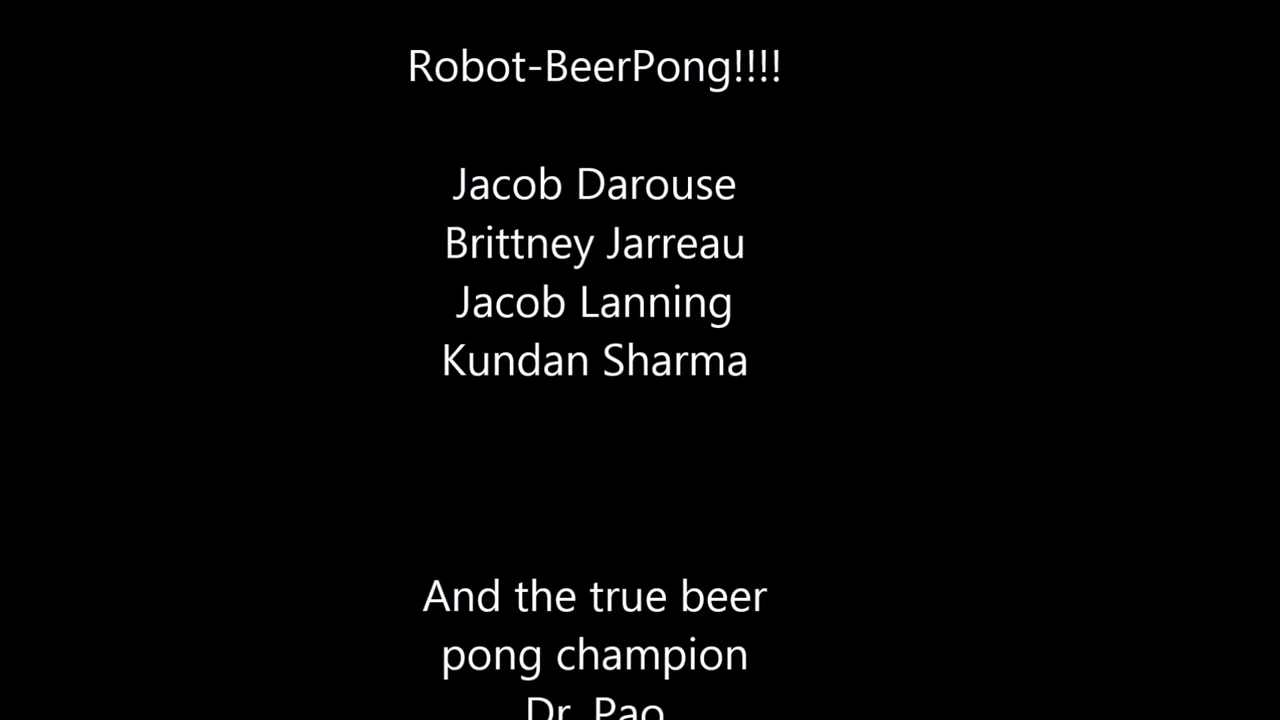 Robot-BeerPong!!!!
Jacob Darouse
Brittney Jarreau
Jacob Lanning
Kundan Sharma
And the true beer
pong champion
Dr. Pao